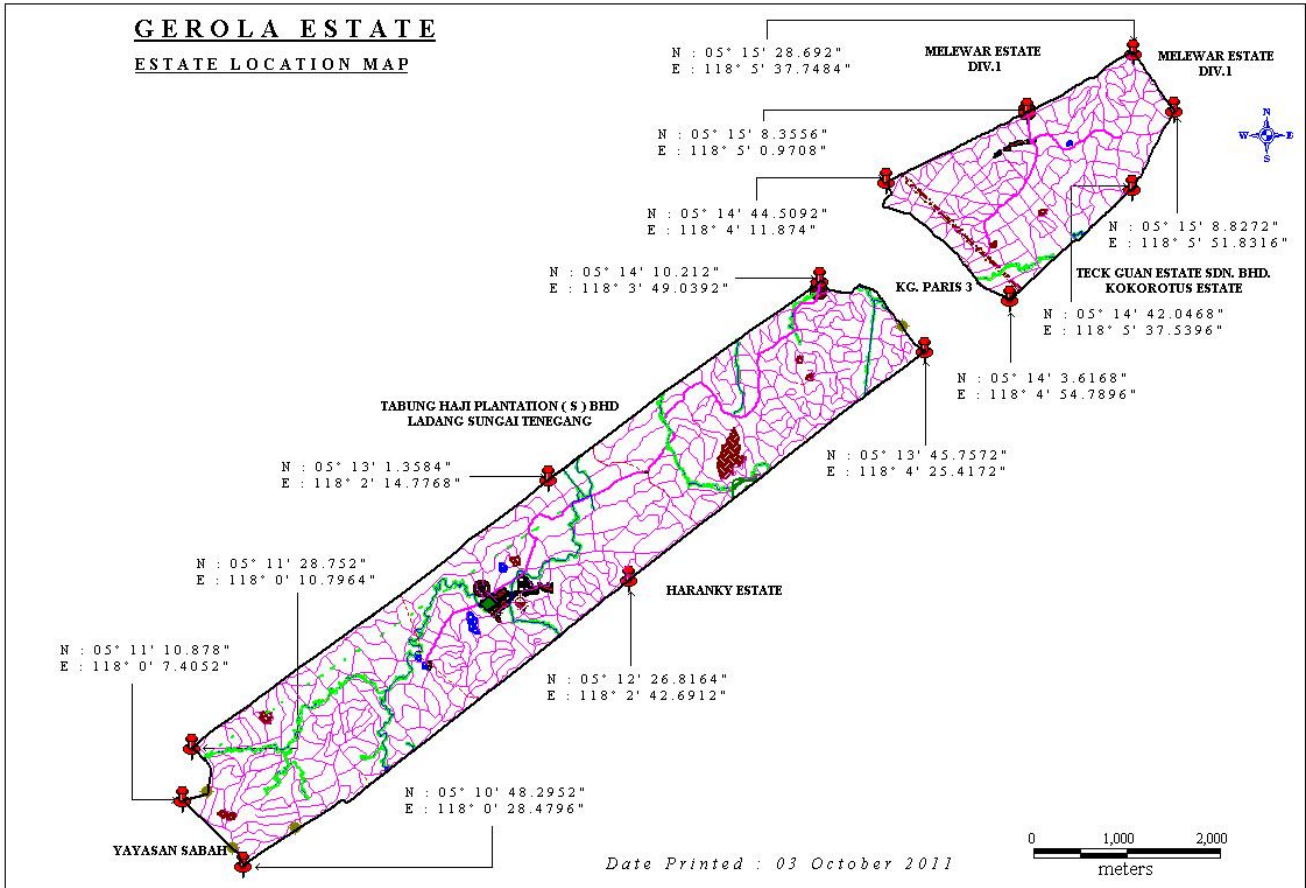 GEROLA ESTATE
ESTATE LOCATION MAP
N : 05° 15' 28.692"
E : 118° 5' 37.7484"
MELEWAR ESTATE
DIV.1
MELEWAR ESTATE
DIV.1
N : 05° 15' 8.3556"
E : 118° 5' 0.9708"
N
W E
S
N : 05° 14' 44.5092"
E : 118° 4' 11.874"
N : 05° 15' 8.8272"
E : 118° 5' 51.8316"
N : 05° 14' 10.212"
E : 118° 3' 49.0392"
KG. PARIS 3
TECK GUAN ESTATE SDN. BHD.
KOKOROTUS ESTATE
N : 05° 14' 42.0468"
E : 118° 5' 37.5396"
N : 05° 14' 3.6168"
E : 118° 4' 54.7896"
TABUNG HAJI PLANTATION ( S ) BHD
LADANG SUNGAI TENEGANG
N : 05° 13' 45.7572"
E : 118° 4' 25.4172"
N : 05° 13' 1.3584"
E : 118° 2' 14.7768"
N : 05° 11' 28.752"
E : 118° 0' 10.7964"
HARANKY ESTATE
N : 05° 11' 10.878"
E : 118° 0' 7.4052"
N : 05° 12' 26.8164"
E : 118° 2' 42.6912"
N : 05° 10' 48.2952"
E : 118° 0' 28.4796"
YAYASAN SABAH
Date Printed : 03 October 2011
0 1,000 2,000
meters